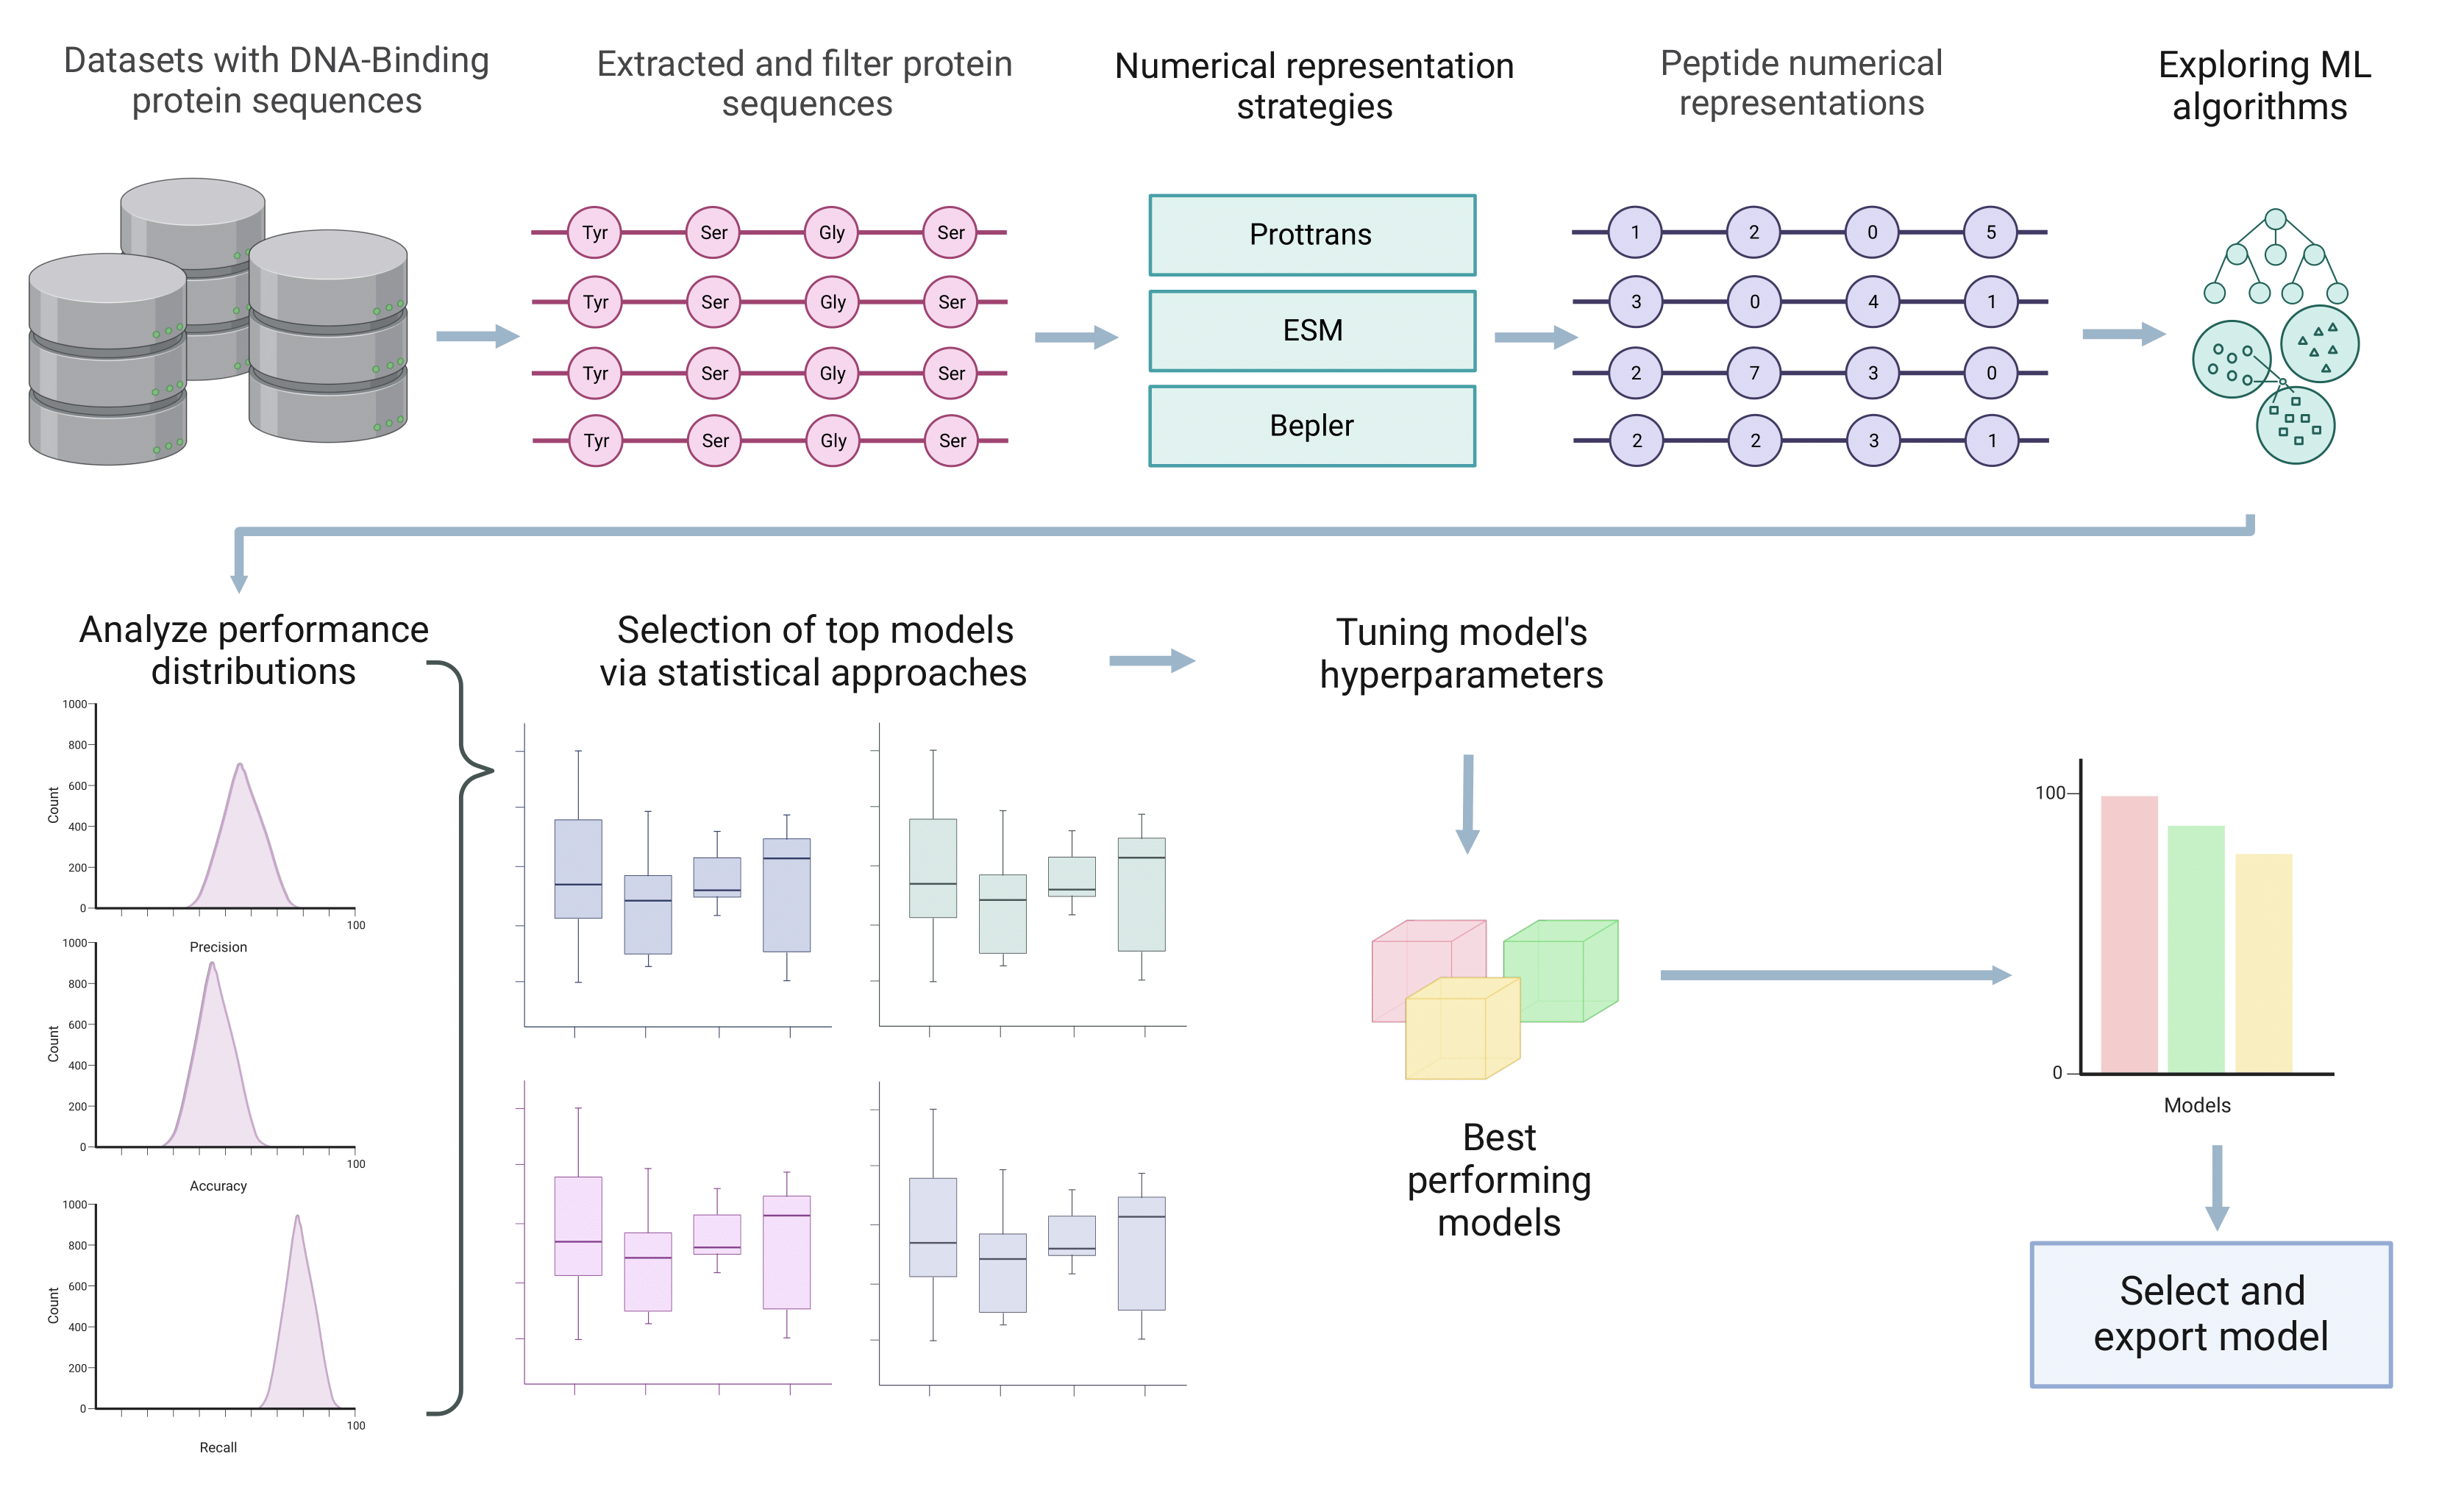 Datasets with DNA-Binding
protein sequences
Extracted and filter protein
sequences
Numerical representation
strategies
Peptide numerical
representations
Exploring ML
algorithms
Tyr Ser Gly Ser
Tyr Ser Gly Ser
Tyr Ser Gly Ser
Tyr Ser Gly Ser
Prottrans
ESM
Bepler
1 2 0 5
3 0 4 1
2 7 3 0
2 2 3 1
Analyze performance
distributions
1000
800
600
400
200
0
Count
100
Precision
1000
800
600
400
200
0
Count
100
Accuracy
1000
800
600
400
200
0
Count
100
Recall
Selection of top models
via statistical approaches
Tuning model's
hyperparameters
Best
performing
models
100
0
Models
Select and
export model